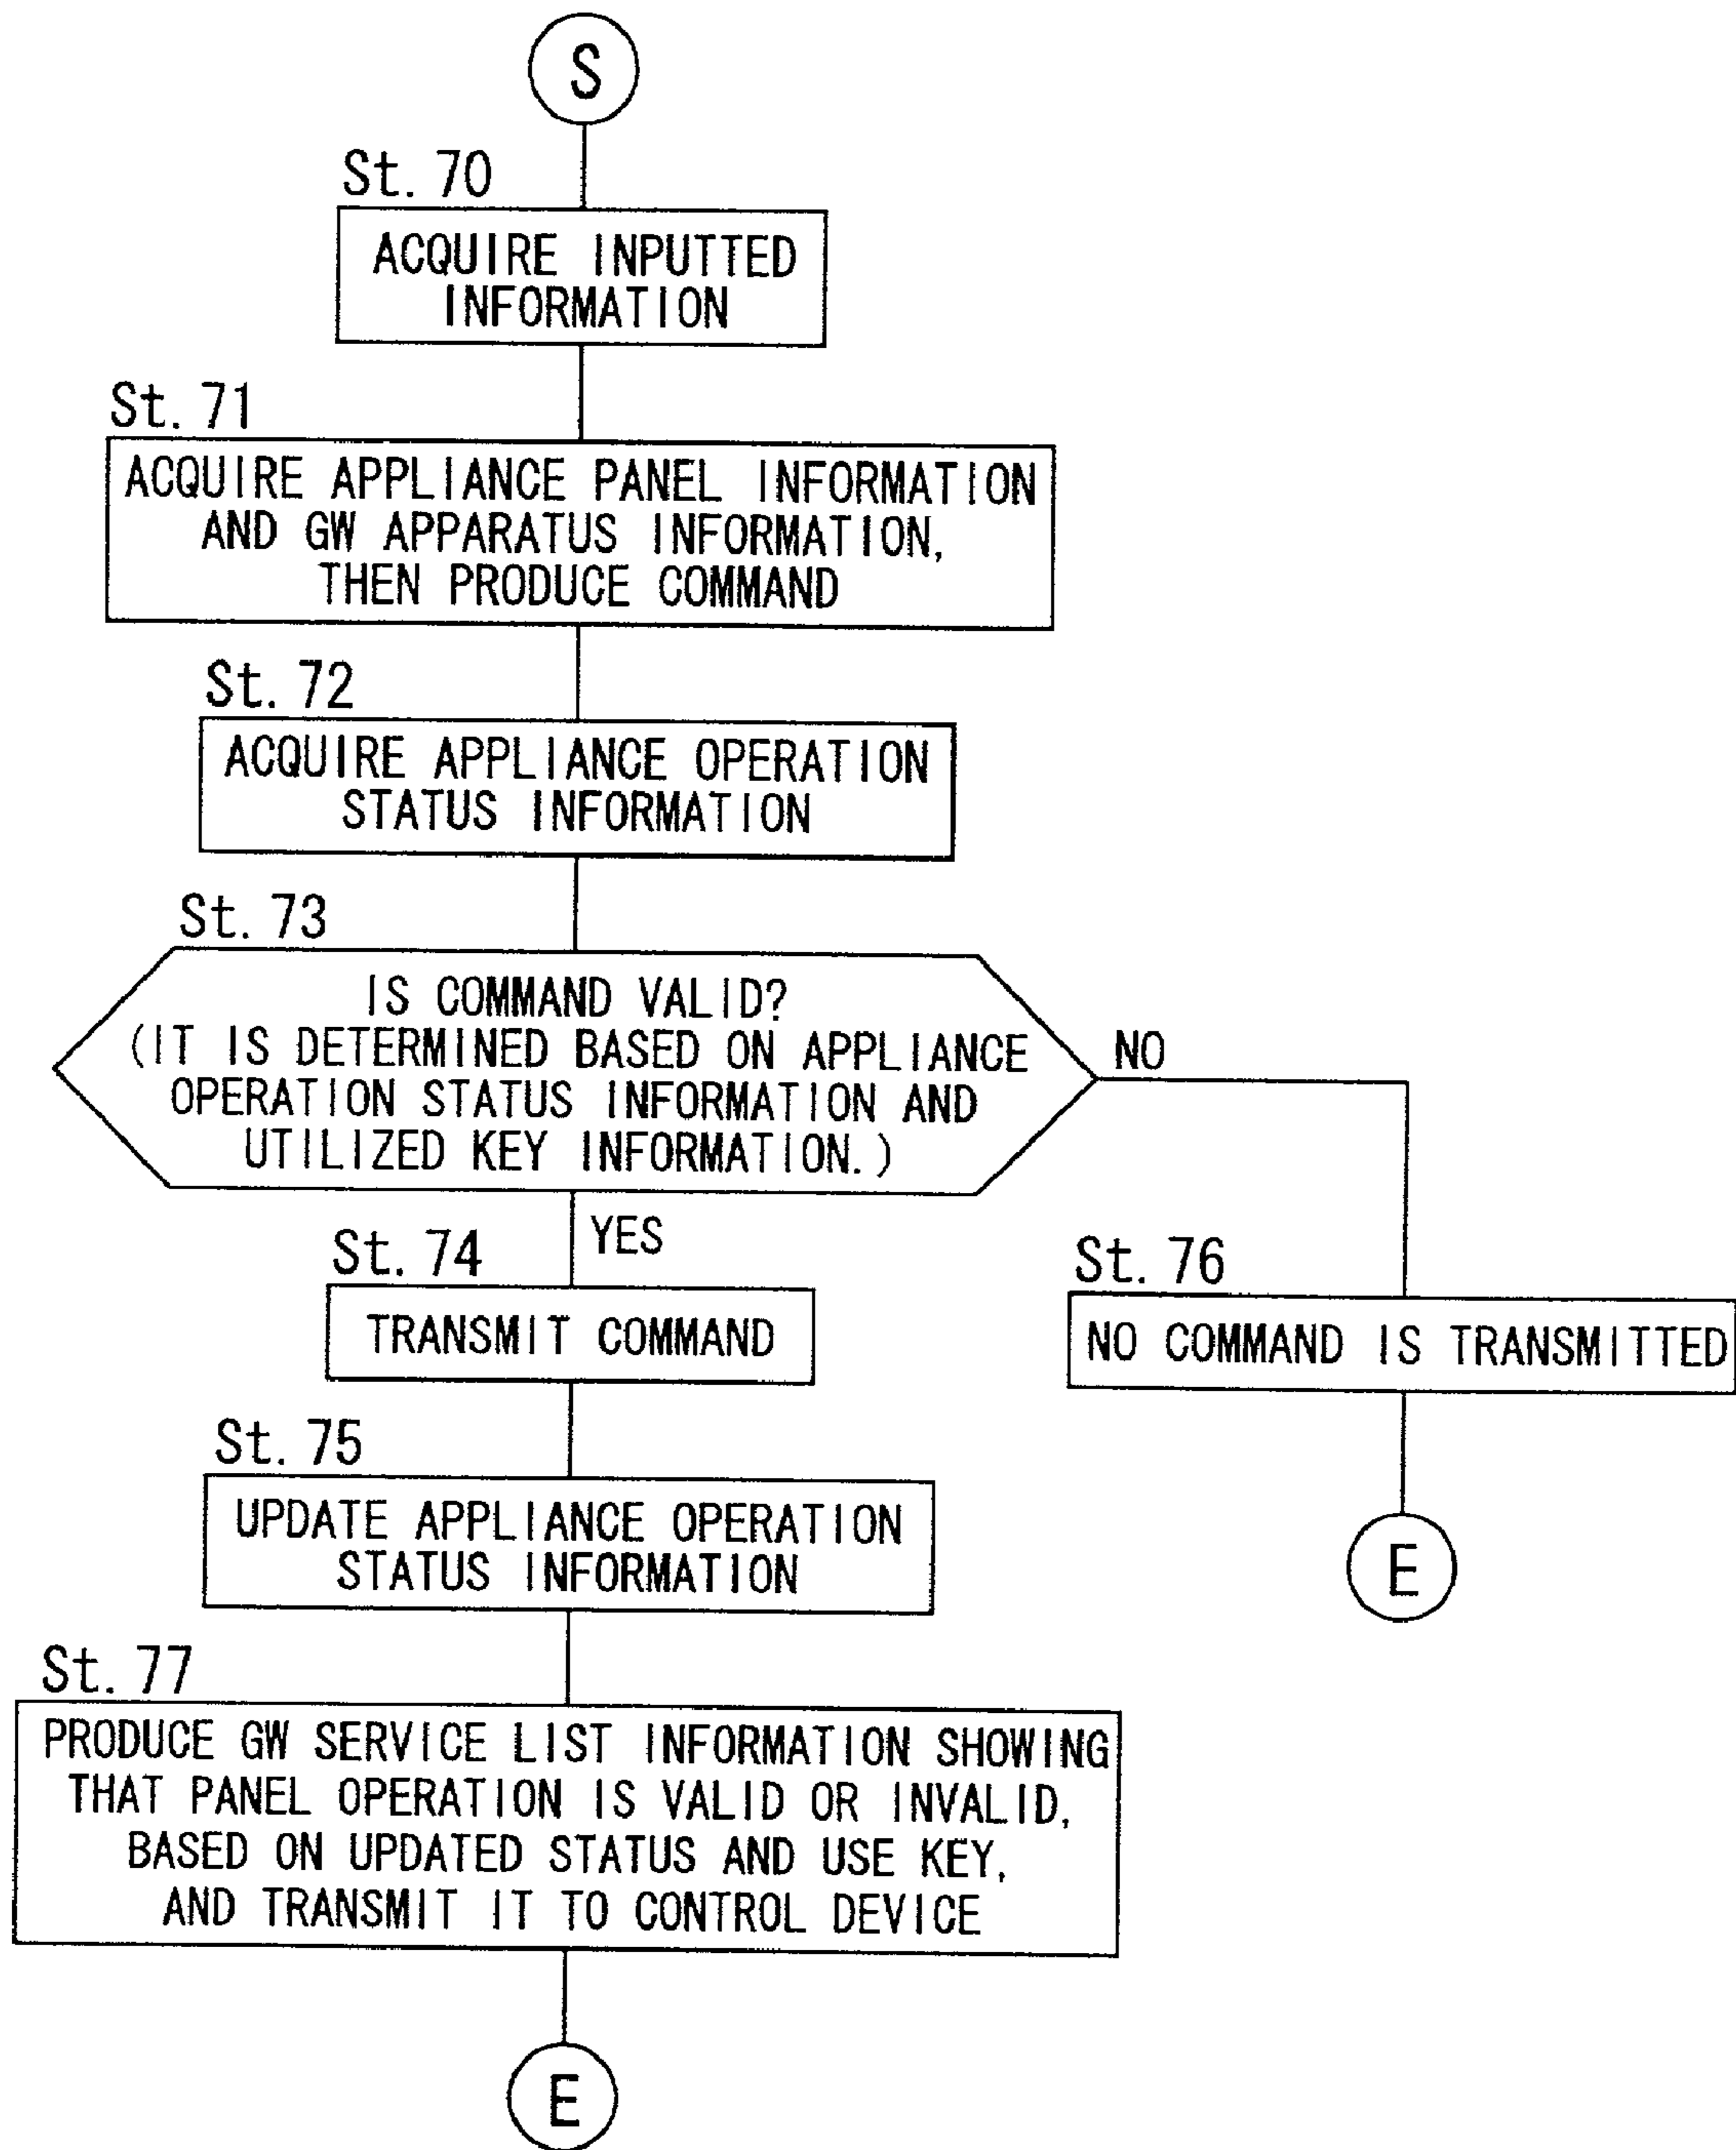 S
St. 70
ACQUIRE INPUTTED
INFORMATION
St. 71
ACQUIRE APPLIANCE PANEL INFORMATION
AND GW APPARATUS INFORMATION,
THEN PRODUCE COMMAND
St. 72
ACQUIRE APPLIANCE OPERATION
STATUS INFORMATION
St. 73
IS COMMAND VALID?
(IT IS DETERMINED BASED ON APPLIANCE
OPERATION STATUS INFORMATION AND
UTILIZED KEY INFORMATION.)
NO
YES
St. 74
TRANSMIT COMMAND
St. 76
NO COMMAND IS TRANSMITTED
E
St. 75
UPDATE APPLIANCE OPERATION
STATUS INFORMATION
St. 77
PRODUCE GW SERVICE LIST INFORMATION SHOWING
THAT PANEL OPERATION IS VALID OR INVALID,
BASED ON UPDATED STATUS AND USE KEY,
AND TRANSMIT IT TO CONTROL DEVICE
E